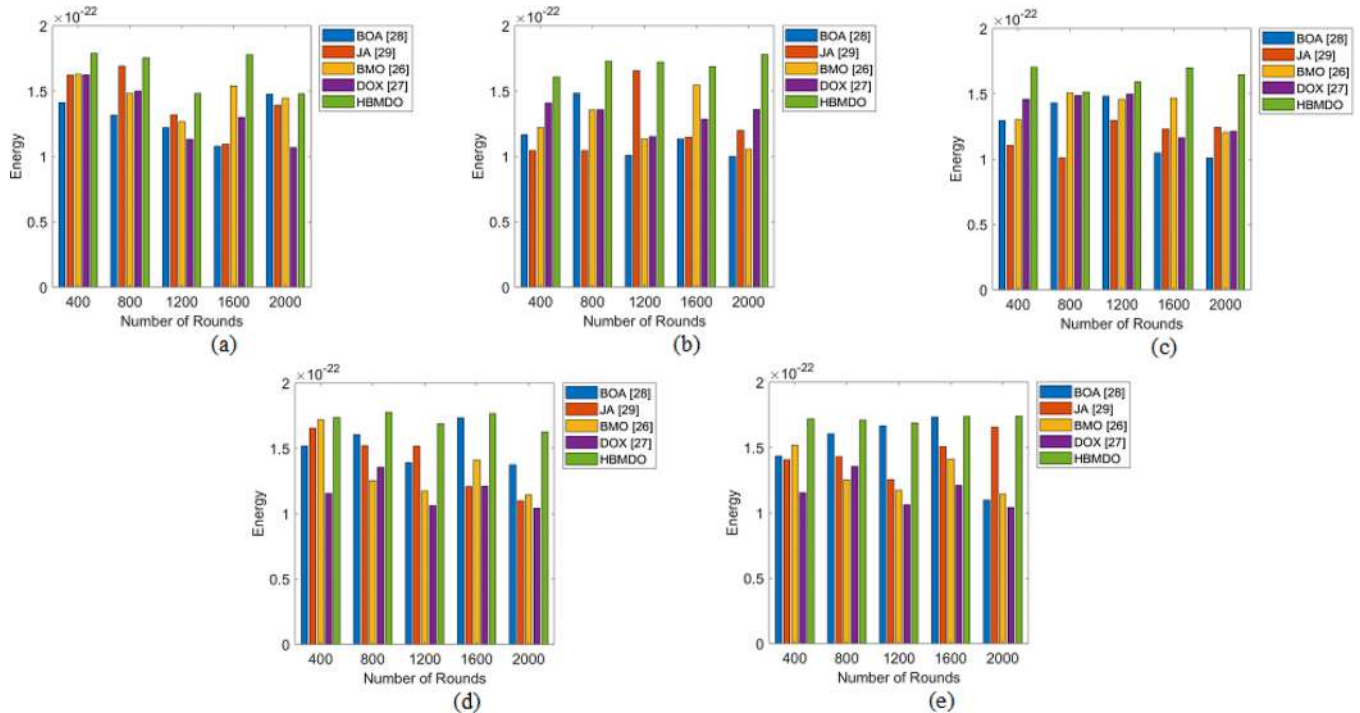 ×10-22
2
1.5
1
0.5
0
Energy
400 800 1200 1600 2000
Number of Rounds
BOA [28]
JA [29]
BMO [26]
DOX [27]
HBMDO
(a)
×10-22
2
1.5
1
0.5
0
Energy
400 800 1200 1600 2000
Number of Rounds
BOA [28]
JA [29]
BMO [26]
DOX [27]
HBMDO
(b)
×10-22
2
1.5
1
0.5
0
Energy
400 800 1200 1600 2000
Number of Rounds
BOA [28]
JA [29]
BMO [26]
DOX [27]
HBMDO
(c)
×10-22
2
1.5
1
0.5
0
Energy
400 800 1200 1600 2000
Number of Rounds
BOA [28]
JA [29]
BMO [26]
DOX [27]
HBMDO
(d)
×10-22
2
1.5
1
0.5
0
Energy
400 800 1200 1600 2000
Number of Rounds
BOA [28]
JA [29]
BMO [26]
DOX [27]
HBMDO
(e)